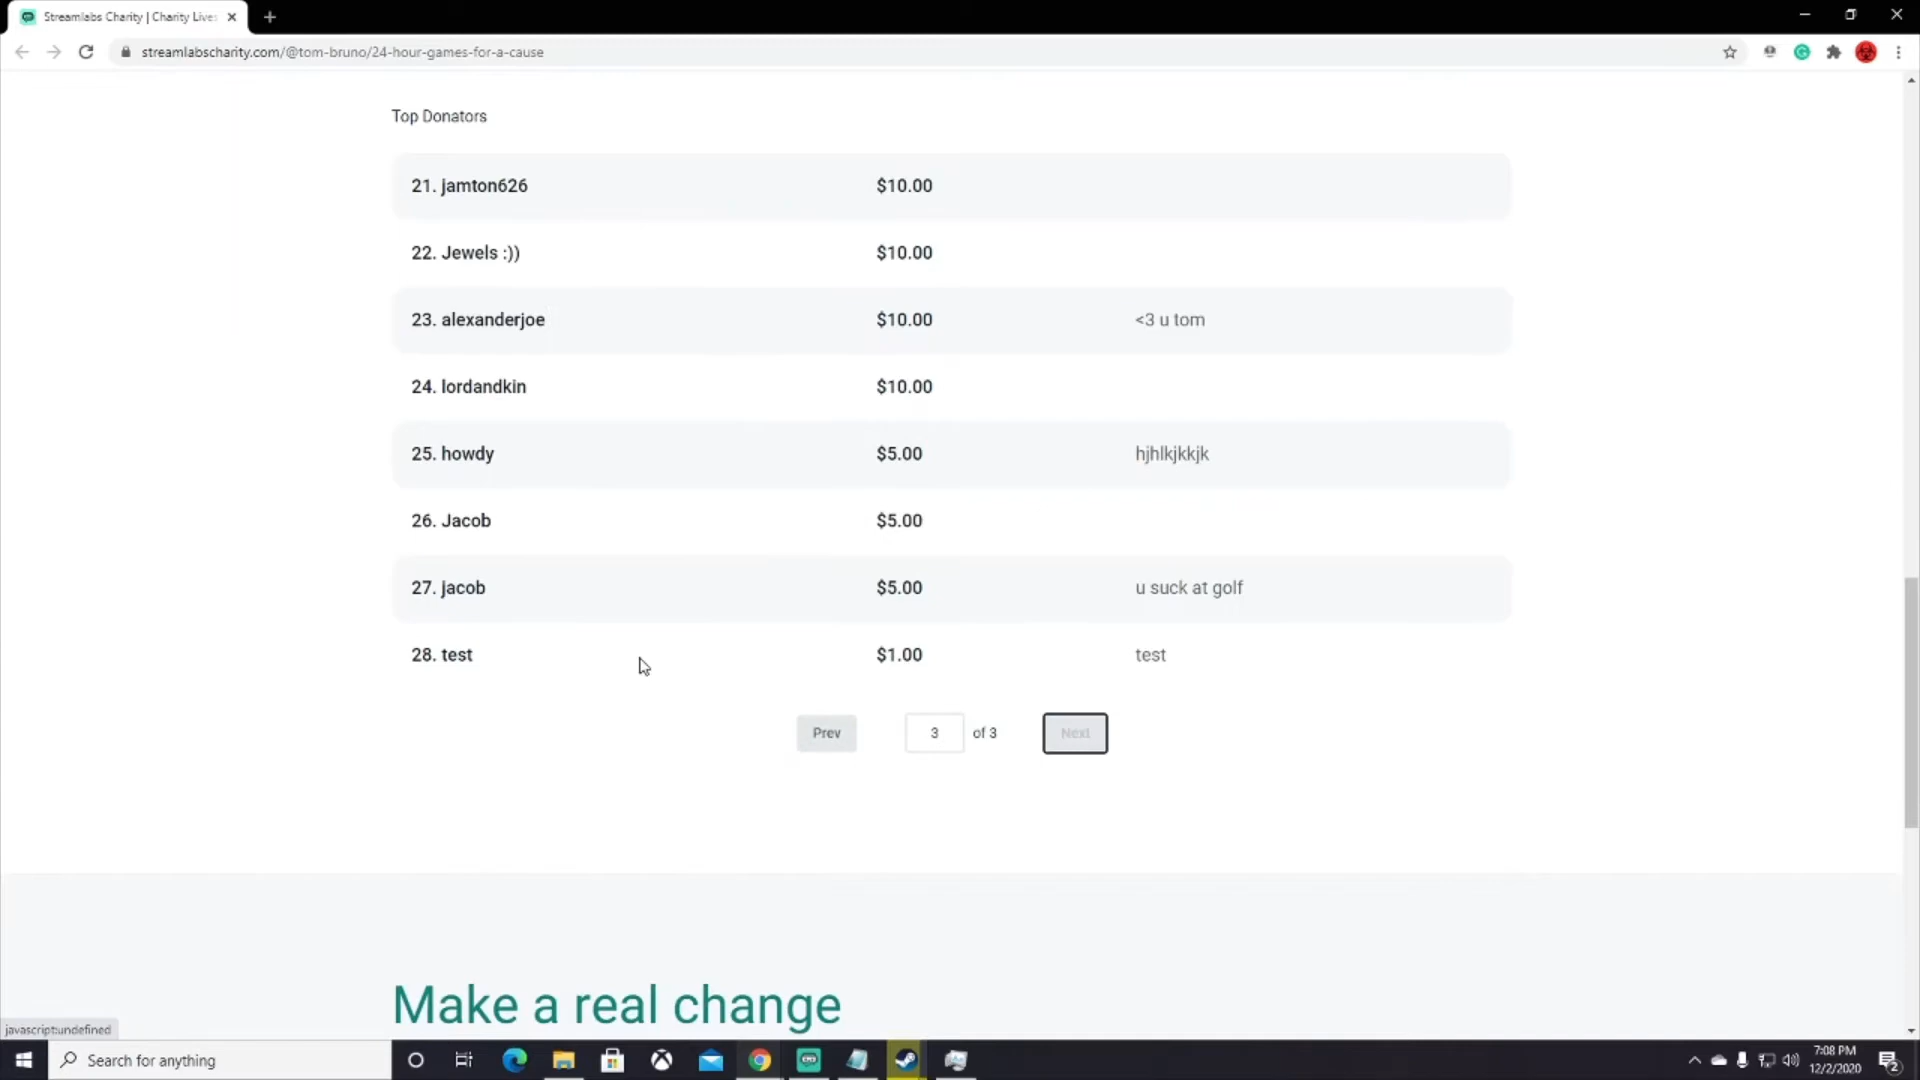 Streamlabs Charity | Charity Live
streamlabscharity.com/@tom-bruno/24-hour-games-for-a-cause
Top Donators
21. jamton626 $10.00
22. Jewels :)) $10.00
23. alexanderjoe $10.00 <3 u tom
24. lordandkin $10.00
25. howdy $5.00 hjhlkjkkjk
26. Jacob $5.00
27. jacob $5.00 u suck at golf
28. test $1.00 test
Prev 3 of 3 Next
Make a real change
javascript:undefined
Search for anything
7:08 PM
12/2/2020
2